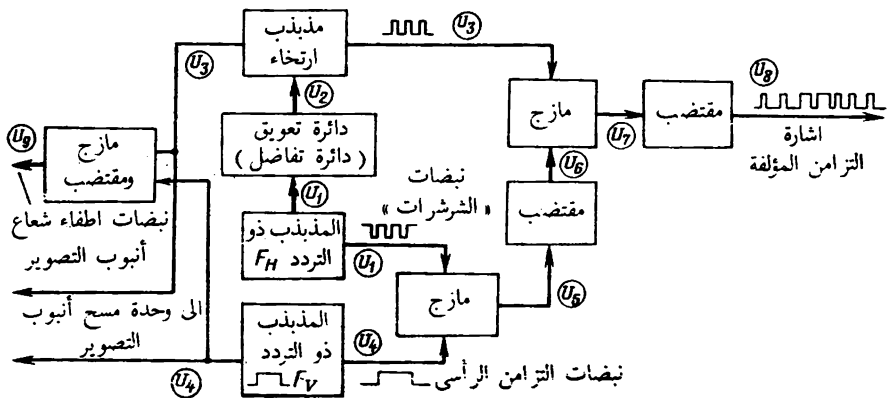 مذبذب
ارتخاء
U3
U3
U2
دائرة تعويق
(دائرة تفاضل)
U1
مازج
ومقتضب
U9
نبضات اطفاء شعاع
أنبوب التصوير
المذبذب ذو
التردد FH
U1
نبضات
«الشرشرات»
مازج
U7
مقتضب
U8
اشارة
التزامن المؤلفة
U6
مقتضب
U5
مازج
الى وحدة مسح أنبوب
التصوير
U4
المذبذب
ذو التردد
FV
U4
نبضات التزامن الرأسى